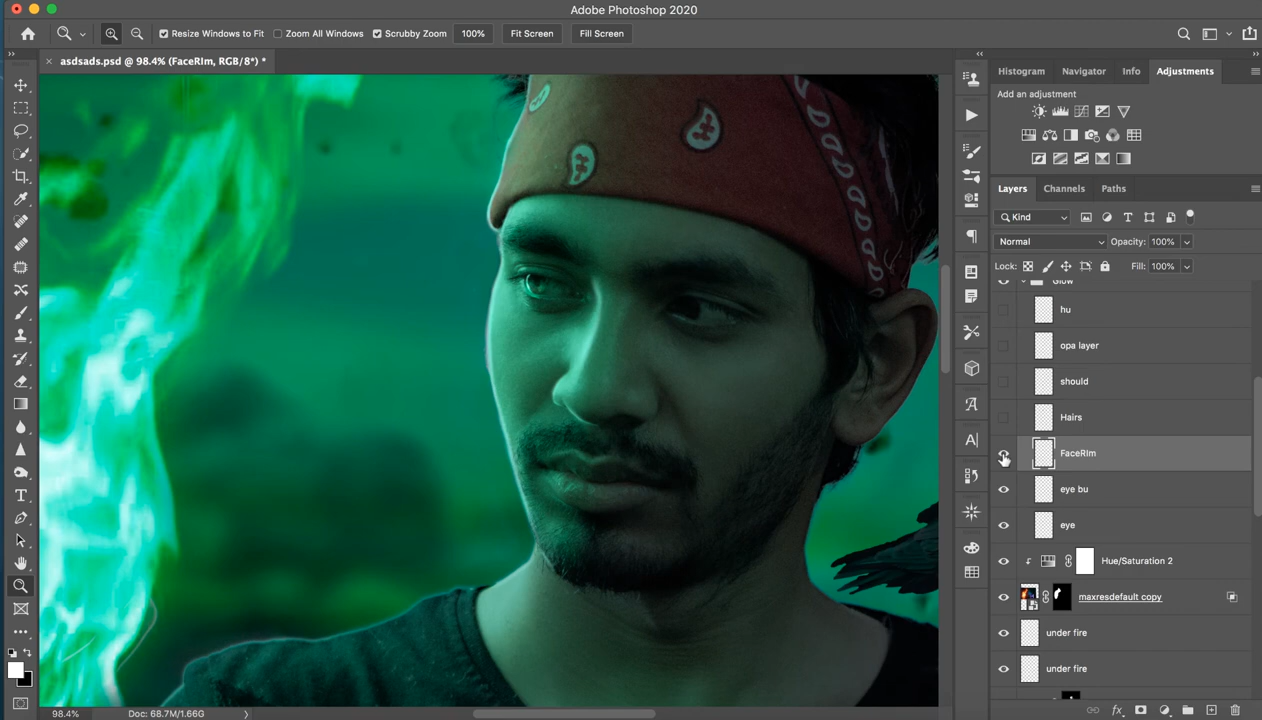 Adobe Photoshop 2020
Resize Windows to Fit Zoom All Windows Scrubby Zoom 100% Fit Screen Fill Screen
asdsads.psd @ 98.4% (FaceRIm, RGB/8*) *
Histogram Navigator Info Adjustments
Add an adjustment
Layers Channels Paths
Kind
Normal Opacity: 100%
Lock: Fill: 100%
Glow
hu
opa layer
should
Hairs
FaceRIm
eye bu
eye
Hue/Saturation 2
maxresdefault copy
under fire
under fire
98.4% Doc: 68.7M/1.66G